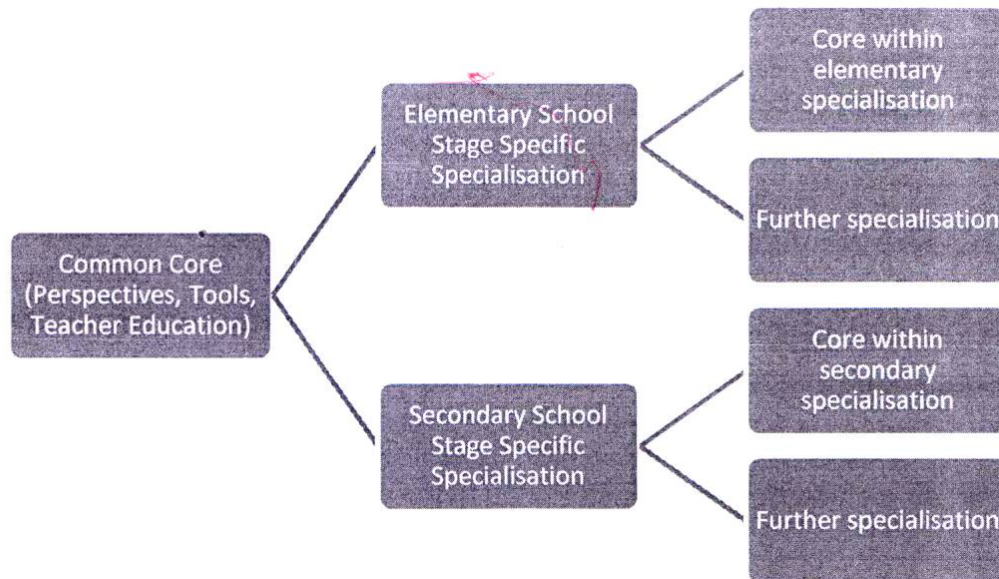 Common Core
(Perspectives, Tools,
Teacher Education)
Elementary School
Stage Specific
Specialisation
Core within
elementary
specialisation
Further specialisation
Secondary School
Stage Specific
Specialisation
Core within
secondary
specialisation
Further specialisation